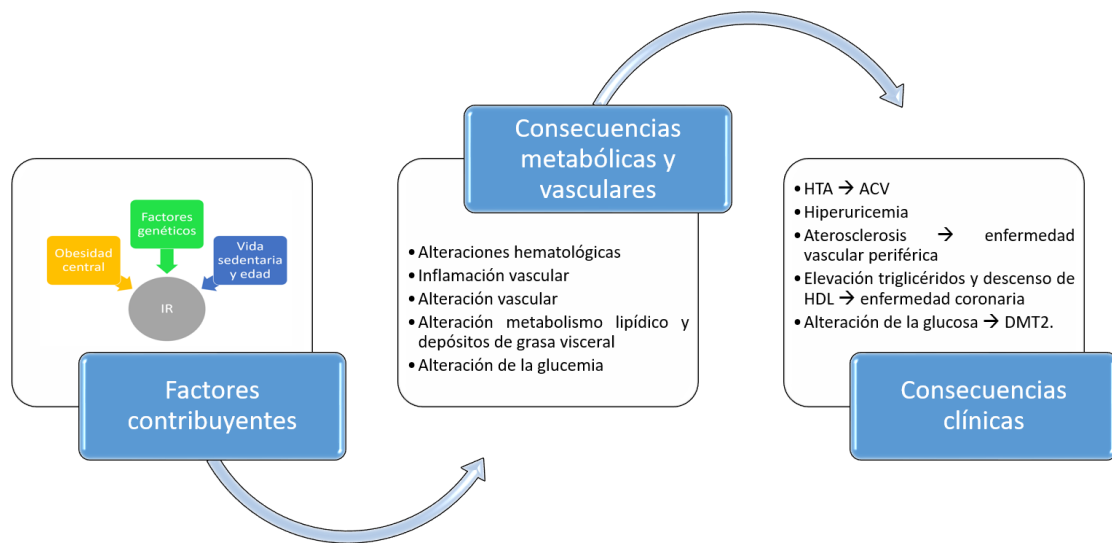 Factores
genéticos
Obesidad
central
Vida
sedentaria
y edad
IR
Factores
contribuyentes
Consecuencias
metabólicas y
vasculares
•Alteraciones hematológicas
•Inflamación vascular
•Alteración vascular
•Alteración metabolismo lipídico y
depósitos de grasa visceral
•Alteración de la glucemia
•HTA → ACV
•Hiperuricemia
•Aterosclerosis → enfermedad
vascular periférica
•Elevación triglicéridos y descenso de
HDL → enfermedad coronaria
•Alteración de la glucosa → DMT2.
Consecuencias
clínicas